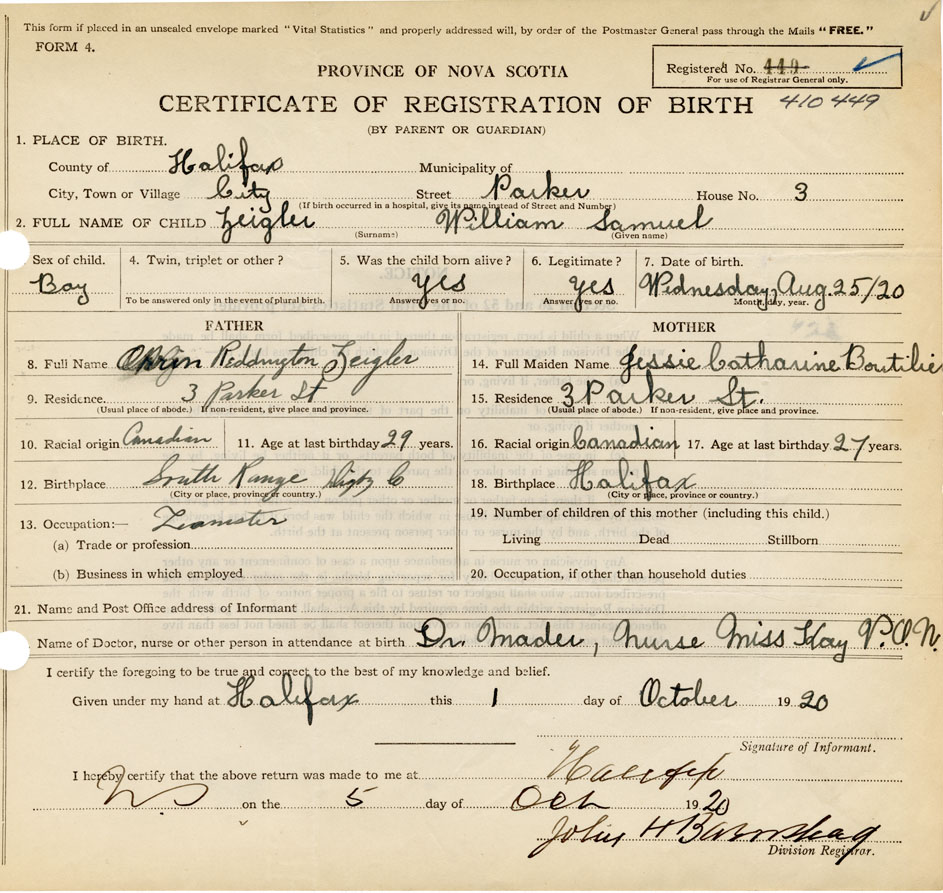 This form if placed in an unsealed envelope marked "Vital Statistics" and properly addressed will, by order of the Postmaster General pass through the Mails "FREE."
FORM 4.
PROVINCE OF NOVA SCOTIA
Registered No. 449
For use of Registrar General only.
CERTIFICATE OF REGISTRATION OF BIRTH 410449
(BY PARENT OR GUARDIAN)
1. PLACE OF BIRTH.
County of Halifax Municipality of
City, Town or Village City Street Parker House No. 3
(If birth occurred in a hospital, give its name instead of Street and Number)
2. FULL NAME OF CHILD Zeigler William Samuel
(Surname) (Given name)
Sex of child. 4. Twin, triplet or other? 5. Was the child born alive? 6. Legitimate? 7. Date of birth.
Boy yes yes Wednesday, Aug 25/20
To be answered only in the event of plural birth. Answer yes or no. Answer yes or no. Month, day, year.
FATHER MOTHER
8. Full Name Reddington Zeigler 14. Full Maiden Name Jessie Catharine Boutilie
9. Residence. 3 Parker St 15. Residence 3 Parker St.
(Usual place of abode.) If non-resident, give place and province. (Usual place of abode.) If non-resident, give place and province.
10. Racial origin Canadian 11. Age at last birthday 29 years. 16. Racial origin Canadian 17. Age at last birthday 27 years.
12. Birthplace South Range Digby Co 18. Birthplace Halifax
(City or place, province or country.) (City or place, province or country.)
13. Occupation:— Teamster 19. Number of children of this mother (including this child.)
(a) Trade or profession Living Dead Stillborn
(b) Business in which employed 20. Occupation, if other than household duties
21. Name and Post Office address of Informant
Name of Doctor, nurse or other person in attendance at birth Dr. Mader, Nurse Miss Hay V.O.N.
I certify the foregoing to be true and correct to the best of my knowledge and belief.
Given under my hand at Halifax this 1 day of October 1920
Signature of Informant.
I hereby certify that the above return was made to me at Halifax
NS on the 5 day of Oct 1920
John H Barnstead
Division Registrar.